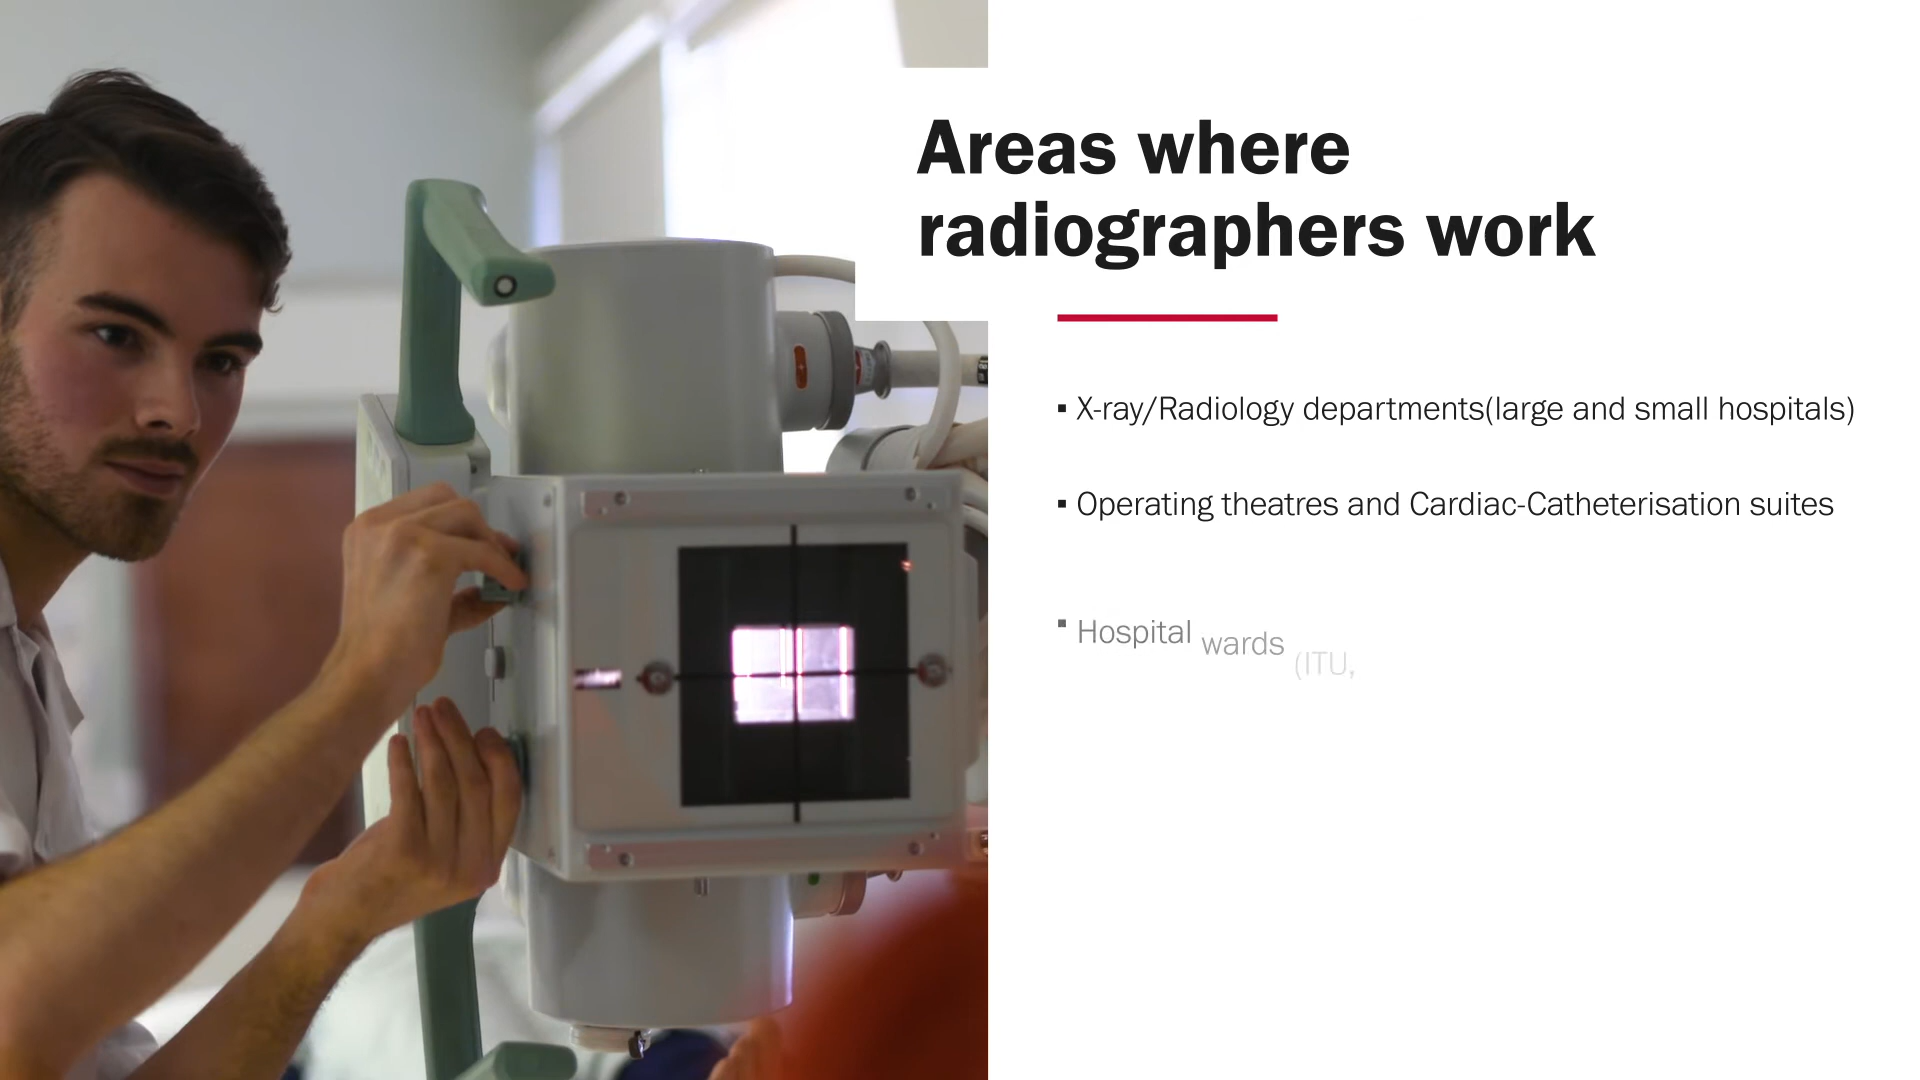 Areas where
radiographers work
▪ X-ray/Radiology departments(large and small hospitals)
▪ Operating theatres and Cardiac-Catheterisation suites
▪ Hospital wards (ITU,